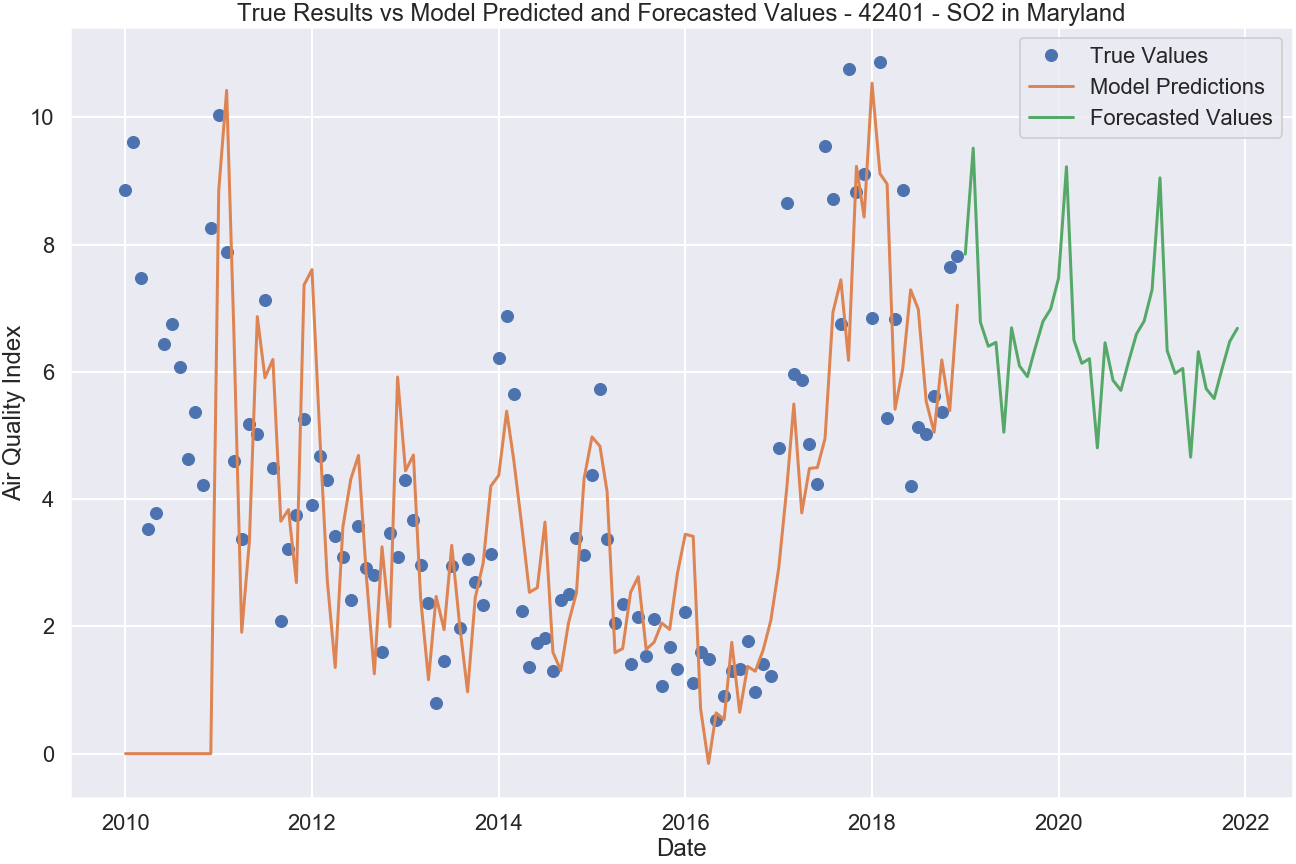 True Results vs Model Predicted and Forecasted Values - 42401 - SO2 in Maryland
True Values
Model Predictions
Forecasted Values
Air Quality Index
10
8
6
4
2
0
2010 2012 2014 2016 2018 2020 2022
Date